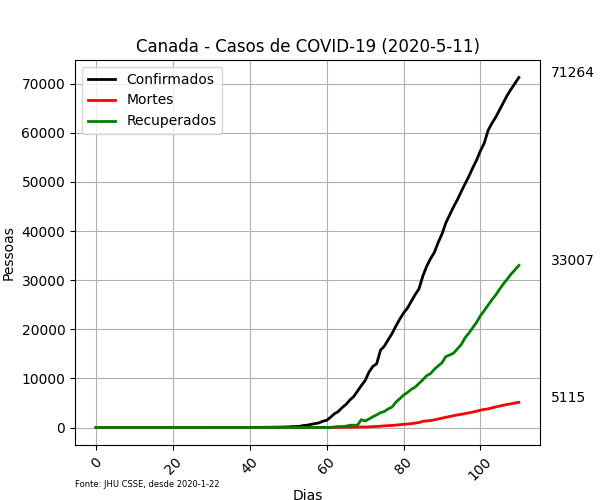 Canada - Casos de COVID-19 (2020-5-11)
Confirmados
Mortes
Recuperados
71264
33007
5115
70000
60000
50000
40000
30000
20000
10000
0
Pessoas
0
20
40
60
80
100
Fonte: JHU CSSE, desde 2020-1-22
Dias